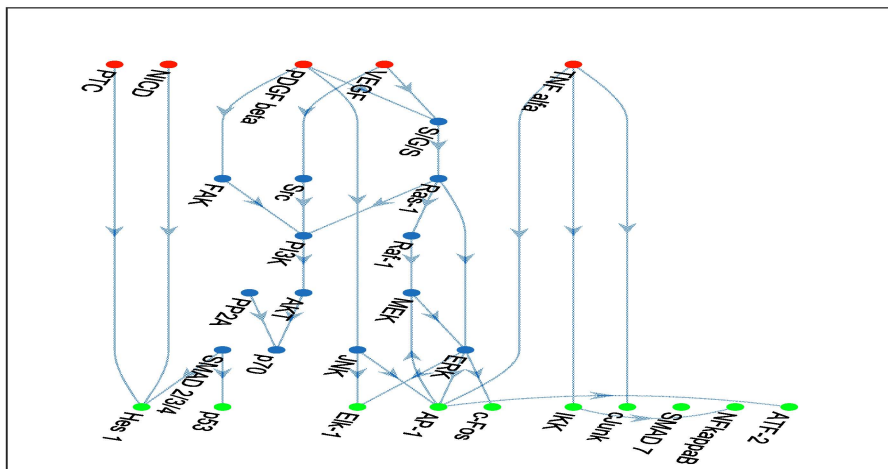 PTC
NICD
PDGF beta
VEGF
TNF alfa
S/G/S
FAK
Src
Ras-1
PI3K
Raf-1
PP2A
AKT
MEK
SMAD 2/3/4
p70
JNK
ERK
Hes 1
p53
Elk-1
AP-1
c-Fos
IKK
cJunk
SMAD 7
NFkappaB
ATF-2